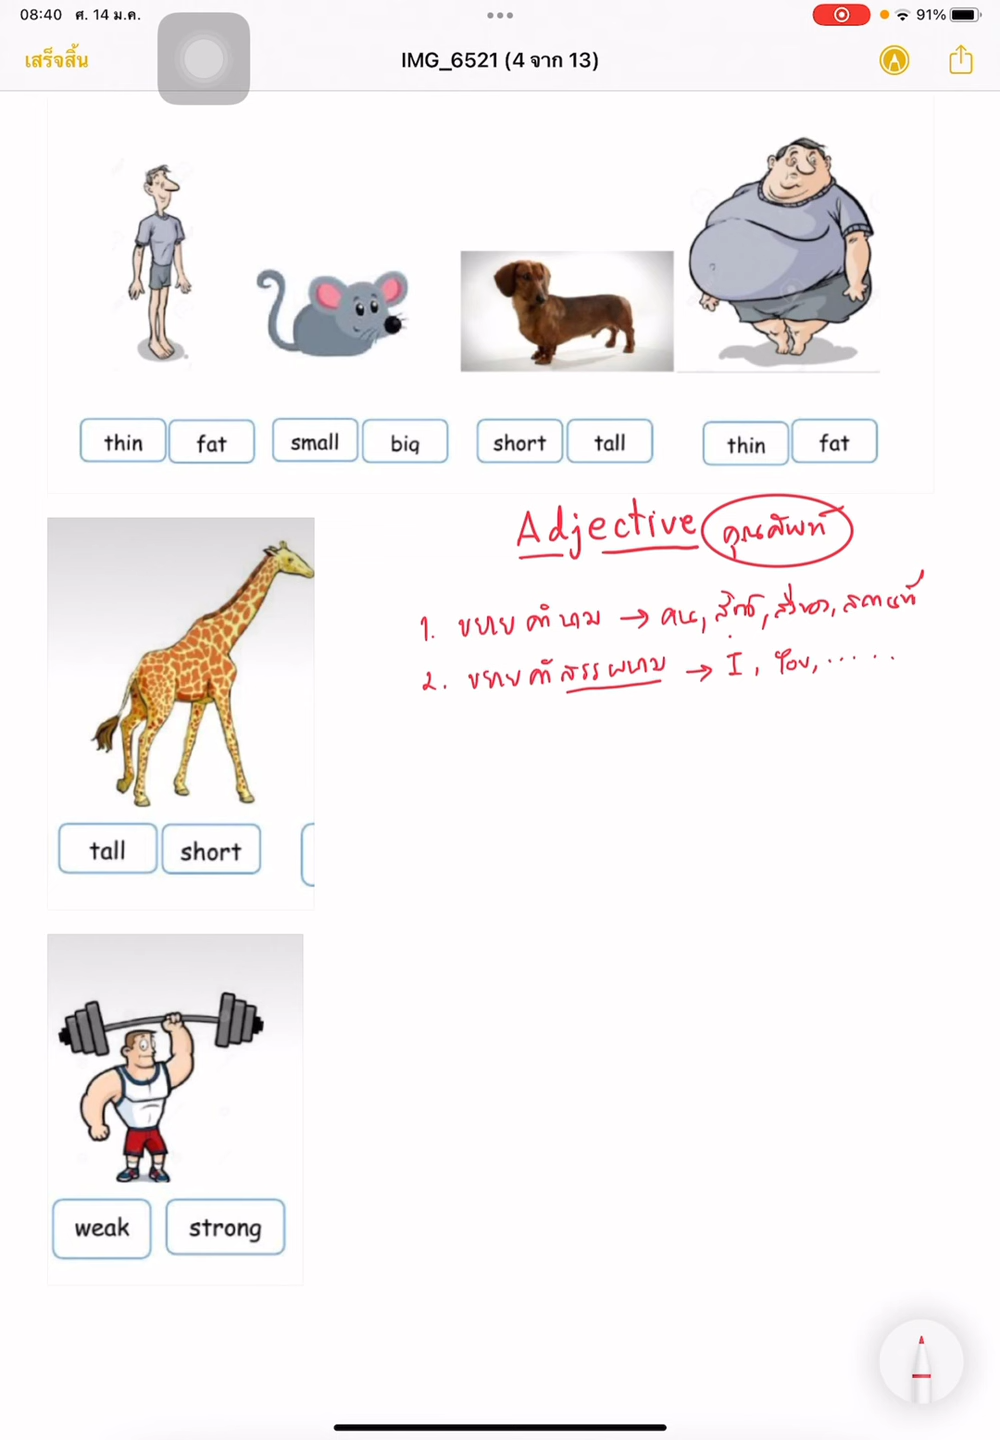 08:40 ศ. 14 ม.ค.
91%
เสร็จสิ้น
IMG_6521 (4 จาก 13)
thin fat small big short tall thin fat
Adjective คุณศัพท์
1. ขยายคำนาม → คน, สัตว์, สิ่งของ, สถานที่
2. ขยายคำสรรพนาม → I, You, ......
tall short
weak strong